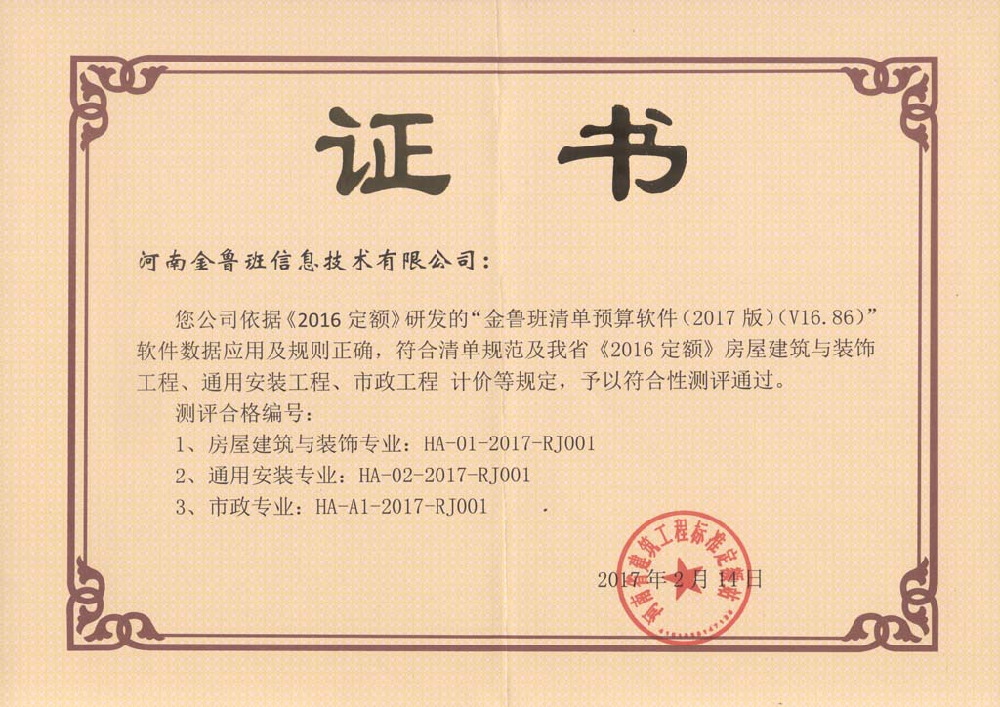 证 书
河南金鲁班信息技术有限公司：
您公司依据《2016 定额》研发的“金鲁班清单预算软件（2017 版）（V16.86）”
软件数据应用及规则正确，符合清单规范及我省《2016 定额》房屋建筑与装饰
工程、通用安装工程、市政工程 计价等规定，予以符合性测评通过。
测评合格编号：
1、房屋建筑与装饰专业：HA-01-2017-RJ001
2、通用安装专业：HA-02-2017-RJ001
3、市政专业：HA-A1-2017-RJ001
河南省建筑工程标准定额站
2017 年 2 月 14 日